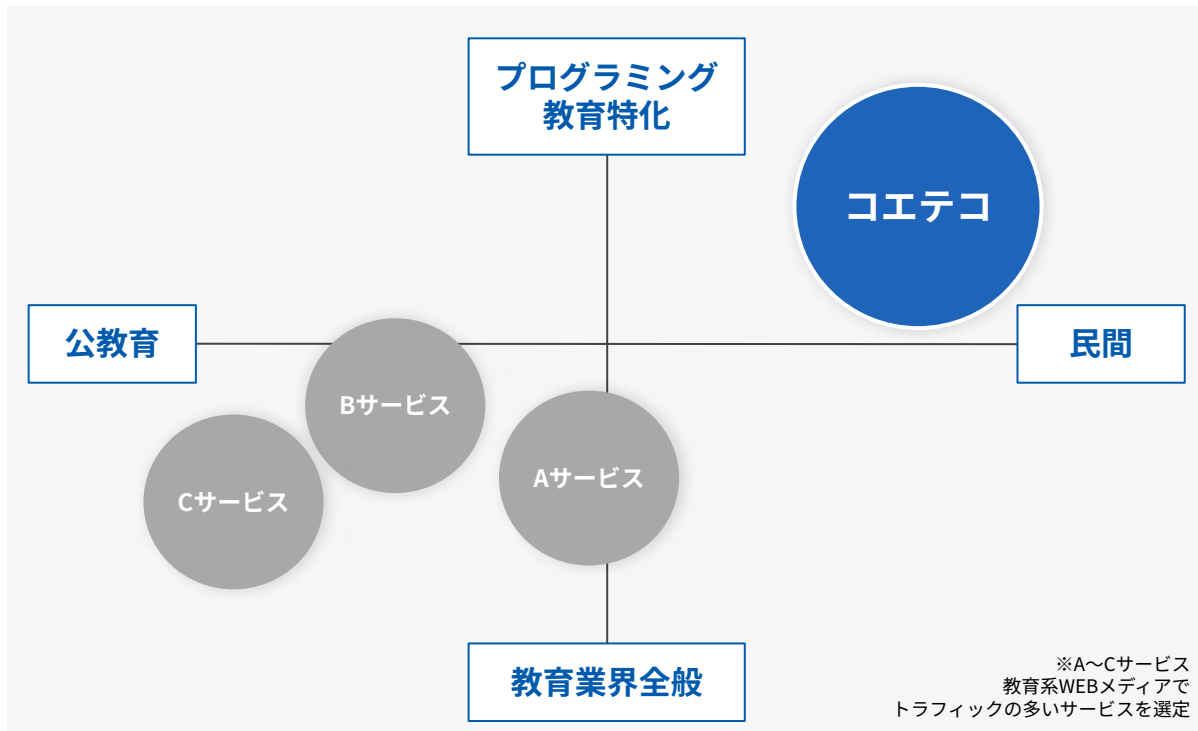 プログラミング
教育特化
コエテコ
公教育
民間
Bサービス
Aサービス
Cサービス
教育業界全般
※A〜Cサービス
教育系WEBメディアで
トラフィックの多いサービスを選定